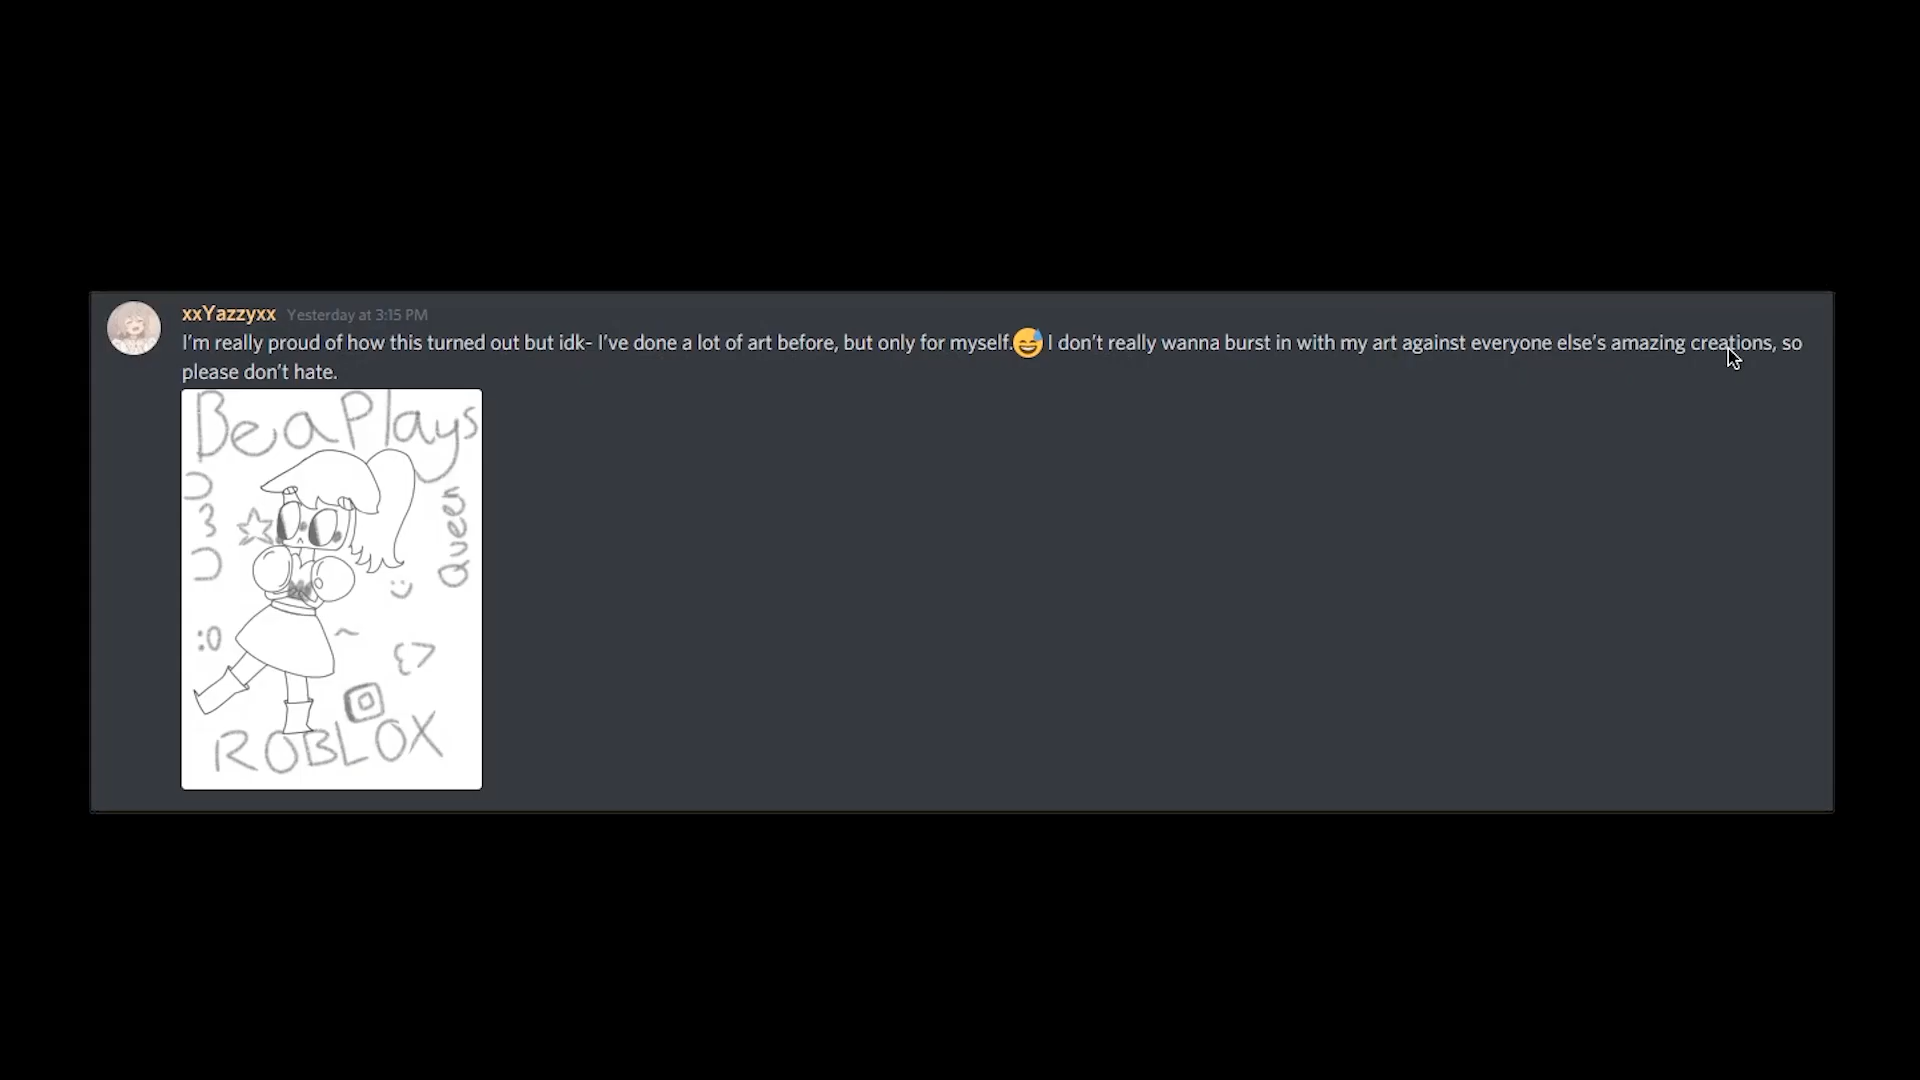 xxYazzyxx Yesterday at 3:15 PM
I'm really proud of how this turned out but idk- I've done a lot of art before, but only for myself.😅 I don't really wanna burst in with my art against everyone else's amazing creations, so
please don't hate.
BeaPlays
Queen
:0
ROBLOX